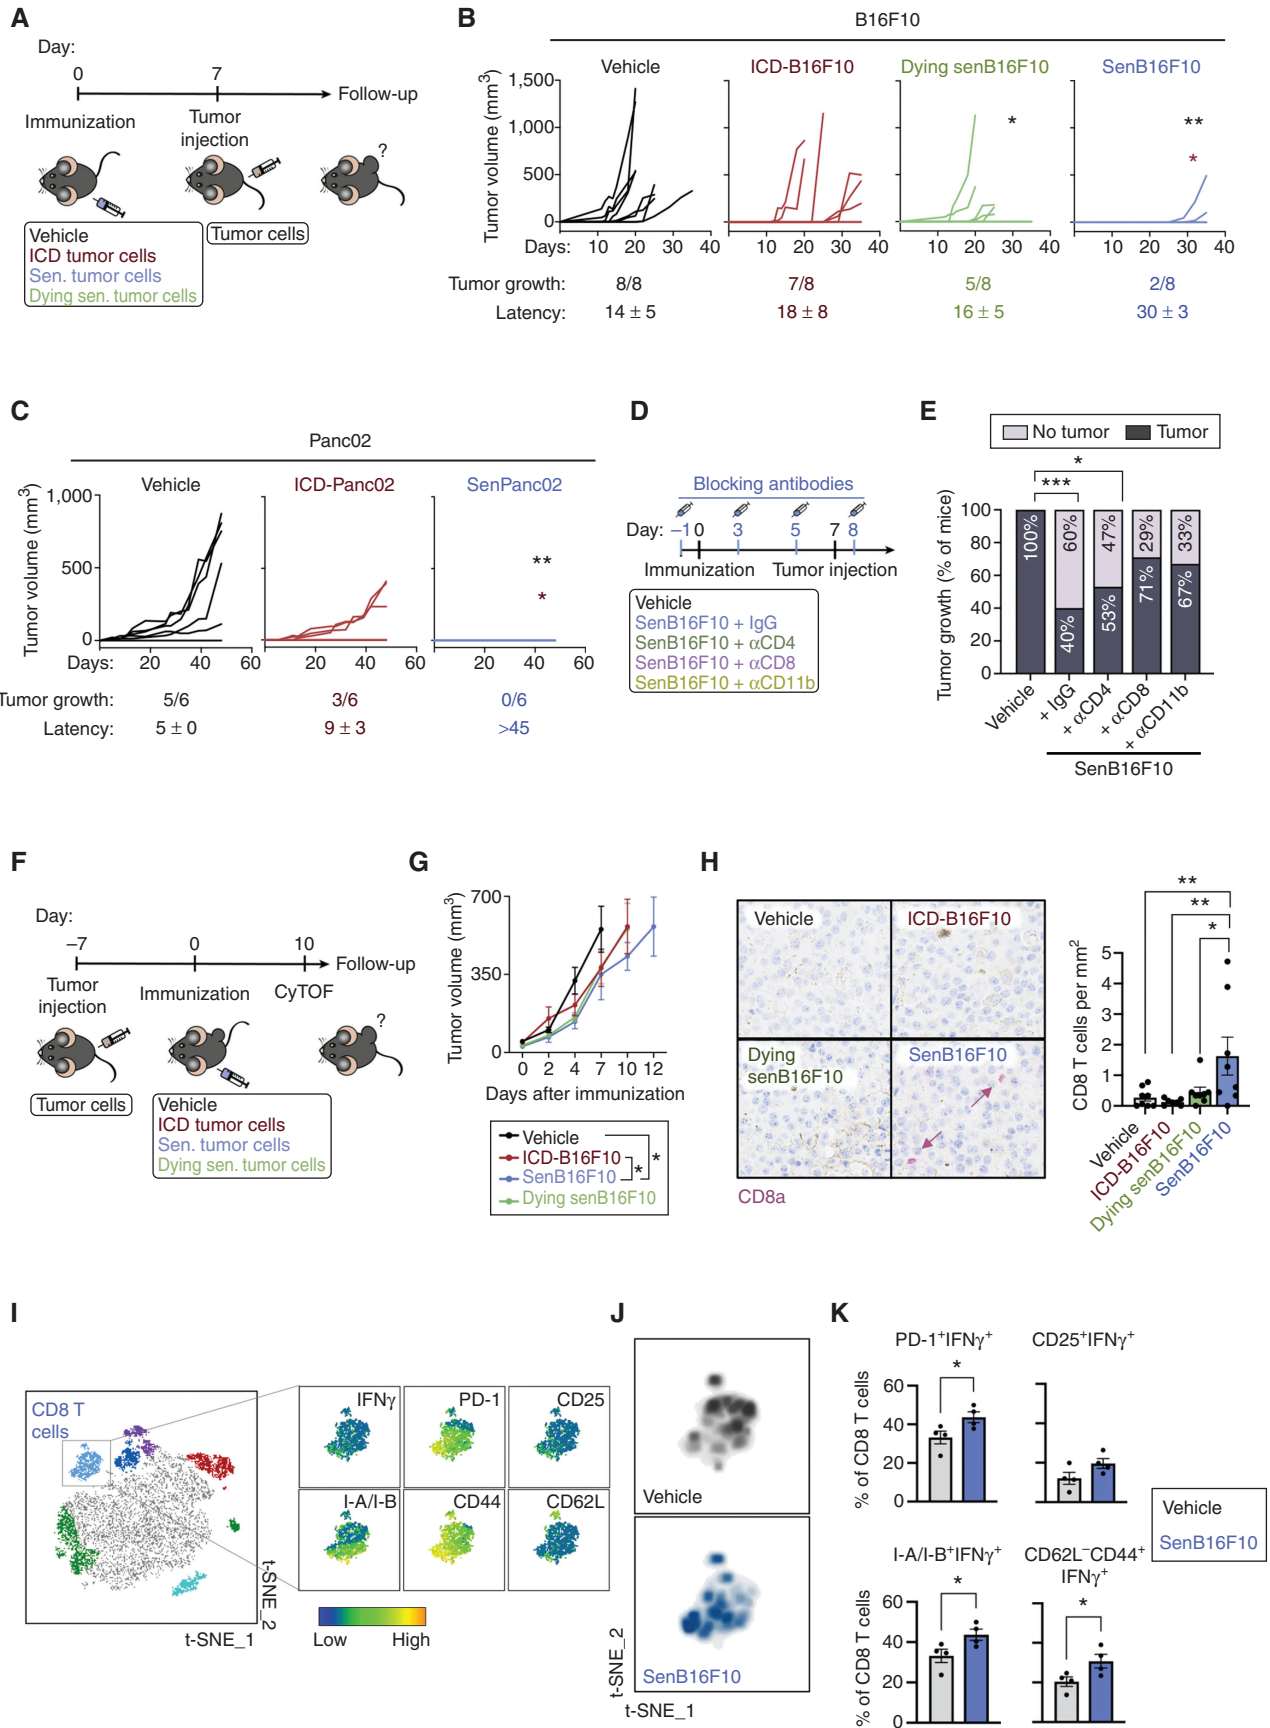 A
Day:
0
7
Follow-up
Immunization
Tumor
injection
?
Vehicle
ICD tumor cells
Sen. tumor cells
Dying sen. tumor cells
Tumor cells
B
B16F10
Vehicle
ICD-B16F10
Dying senB16F10
SenB16F10
Tumor volume (mm³)
1,500
1,000
500
0
*
**
*
Days:
10 20 30 40
10 20 30 40
10 20 30 40
10 20 30 40
Tumor growth: 8/8 7/8 5/8 2/8
Latency: 14 ± 5 18 ± 8 16 ± 5 30 ± 3
C
Panc02
Vehicle
ICD-Panc02
SenPanc02
Tumor volume (mm³)
1,000
500
0
**
*
Days:
20 40 60
20 40 60
20 40 60
Tumor growth: 5/6 3/6 0/6
Latency: 5 ± 0 9 ± 3 >45
D
Blocking antibodies
Day: –1 0 3 5 7 8
Immunization Tumor injection
Vehicle
SenB16F10 + IgG
SenB16F10 + αCD4
SenB16F10 + αCD8
SenB16F10 + αCD11b
E
No tumor Tumor
*
***
Tumor growth (% of mice)
100
80
60
40
20
0
100%
60%
40%
47%
53%
29%
71%
33%
67%
Vehicle
+ IgG
+ αCD4
+ αCD8
+ αCD11b
SenB16F10
F
Day:
–7
0
10
Follow-up
Tumor
injection
Immunization
CyTOF
?
Tumor cells
Vehicle
ICD tumor cells
Sen. tumor cells
Dying sen. tumor cells
G
Tumor volume (mm³)
700
350
0
0 2 4 7 10 12
Days after immunization
Vehicle
ICD-B16F10
SenB16F10
Dying senB16F10
*
*
H
Vehicle
ICD-B16F10
Dying
senB16F10
SenB16F10
CD8a
**
**
*
CD8 T cells per mm²
5
4
3
2
1
0
Vehicle
ICD-B16F10
Dying senB16F10
SenB16F10
I
CD8 T
cells
IFNγ
PD-1
CD25
I-A/I-B
CD44
CD62L
t-SNE_2
t-SNE_1
Low High
J
Vehicle
SenB16F10
t-SNE_2
t-SNE_1
K
PD-1⁺IFNγ⁺
CD25⁺IFNγ⁺
*
% of CD8 T cells
60
40
20
0
Vehicle
SenB16F10
I-A/I-B⁺IFNγ⁺
CD62L⁻CD44⁺
IFNγ⁺
*
*
% of CD8 T cells
60
40
20
0